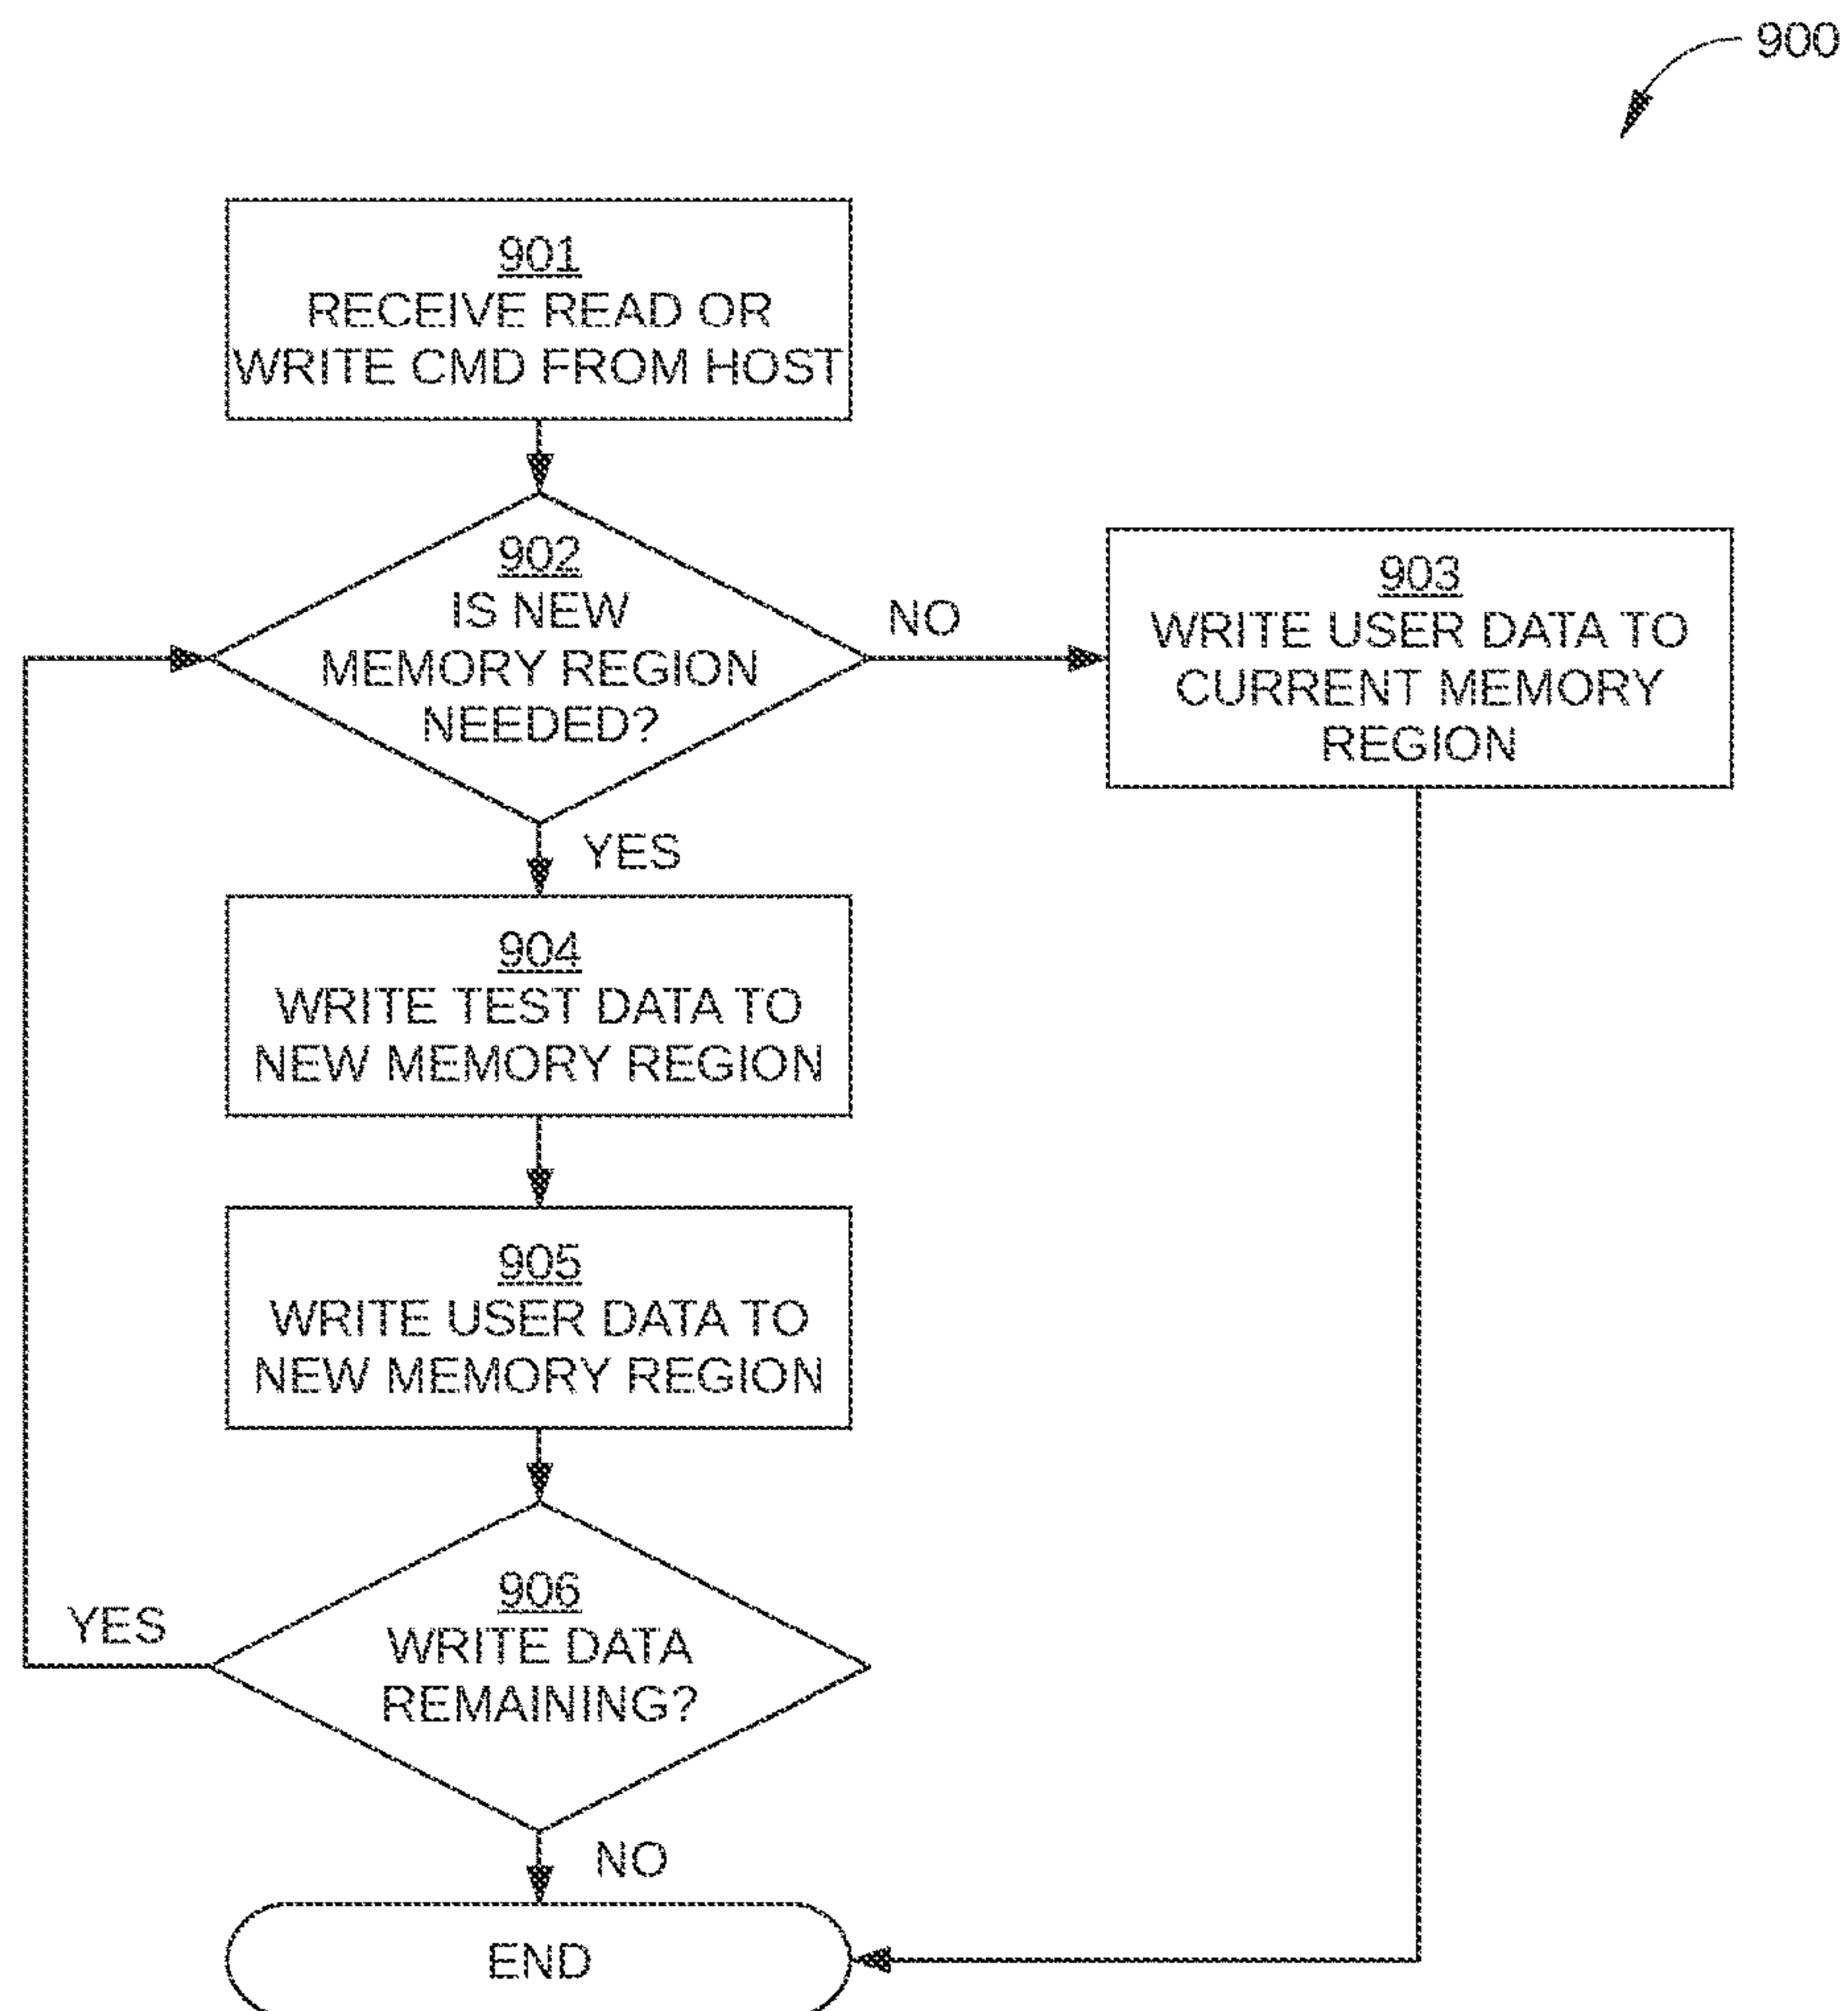 900
901
RECEIVE READ OR
WRITE CMD FROM HOST
902
IS NEW
MEMORY REGION
NEEDED?
NO
903
WRITE USER DATA TO
CURRENT MEMORY
REGION
YES
904
WRITE TEST DATA TO
NEW MEMORY REGION
905
WRITE USER DATA TO
NEW MEMORY REGION
906
WRITE DATA
REMAINING?
YES
NO
END